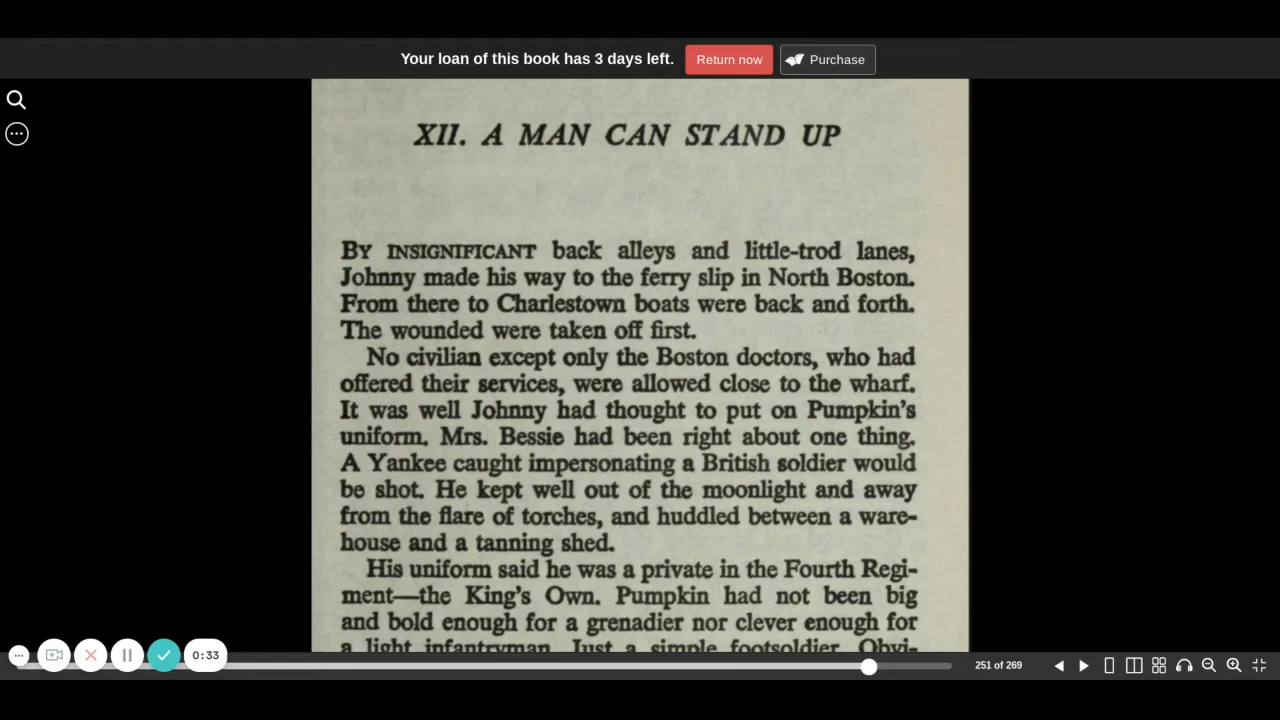 Your loan of this book has 3 days left. Return now Purchase
XII. A MAN CAN STAND UP
BY INSIGNIFICANT back alleys and little-trod lanes,
Johnny made his way to the ferry slip in North Boston.
From there to Charlestown boats were back and forth.
The wounded were taken off first.
No civilian except only the Boston doctors, who had
offered their services, were allowed close to the wharf.
It was well Johnny had thought to put on Pumpkin's
uniform. Mrs. Bessie had been right about one thing.
A Yankee caught impersonating a British soldier would
be shot. He kept well out of the moonlight and away
from the flare of torches, and huddled between a ware-
house and a tanning shed.
His uniform said he was a private in the Fourth Regi-
ment—the King's Own. Pumpkin had not been big
and bold enough for a grenadier nor clever enough for
a light infantryman. Just a simple footsoldier. Obvi-
0:33
251 of 269